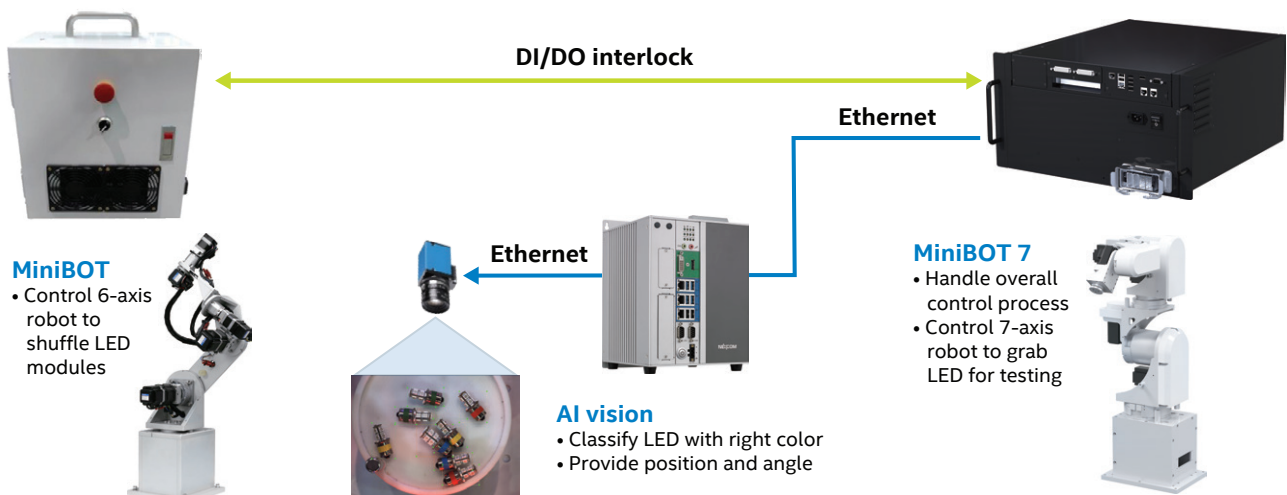 DI/DO interlock
Ethernet
Ethernet
MiniBOT
• Control 6-axis
robot to
shuffle LED
modules
AI vision
• Classify LED with right color
• Provide position and angle
MiniBOT 7
• Handle overall
control process
• Control 7-axis
robot to grab
LED for testing